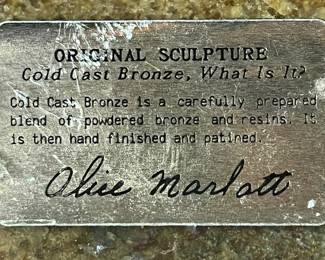 ORIGINAL SCULPTURE
Cold Cast Bronze, What Is It?
Cold Cast Bronze is a carefully prepared
blend of powdered bronze and resins. It
is then hand finished and patined.
Alice Marlatt